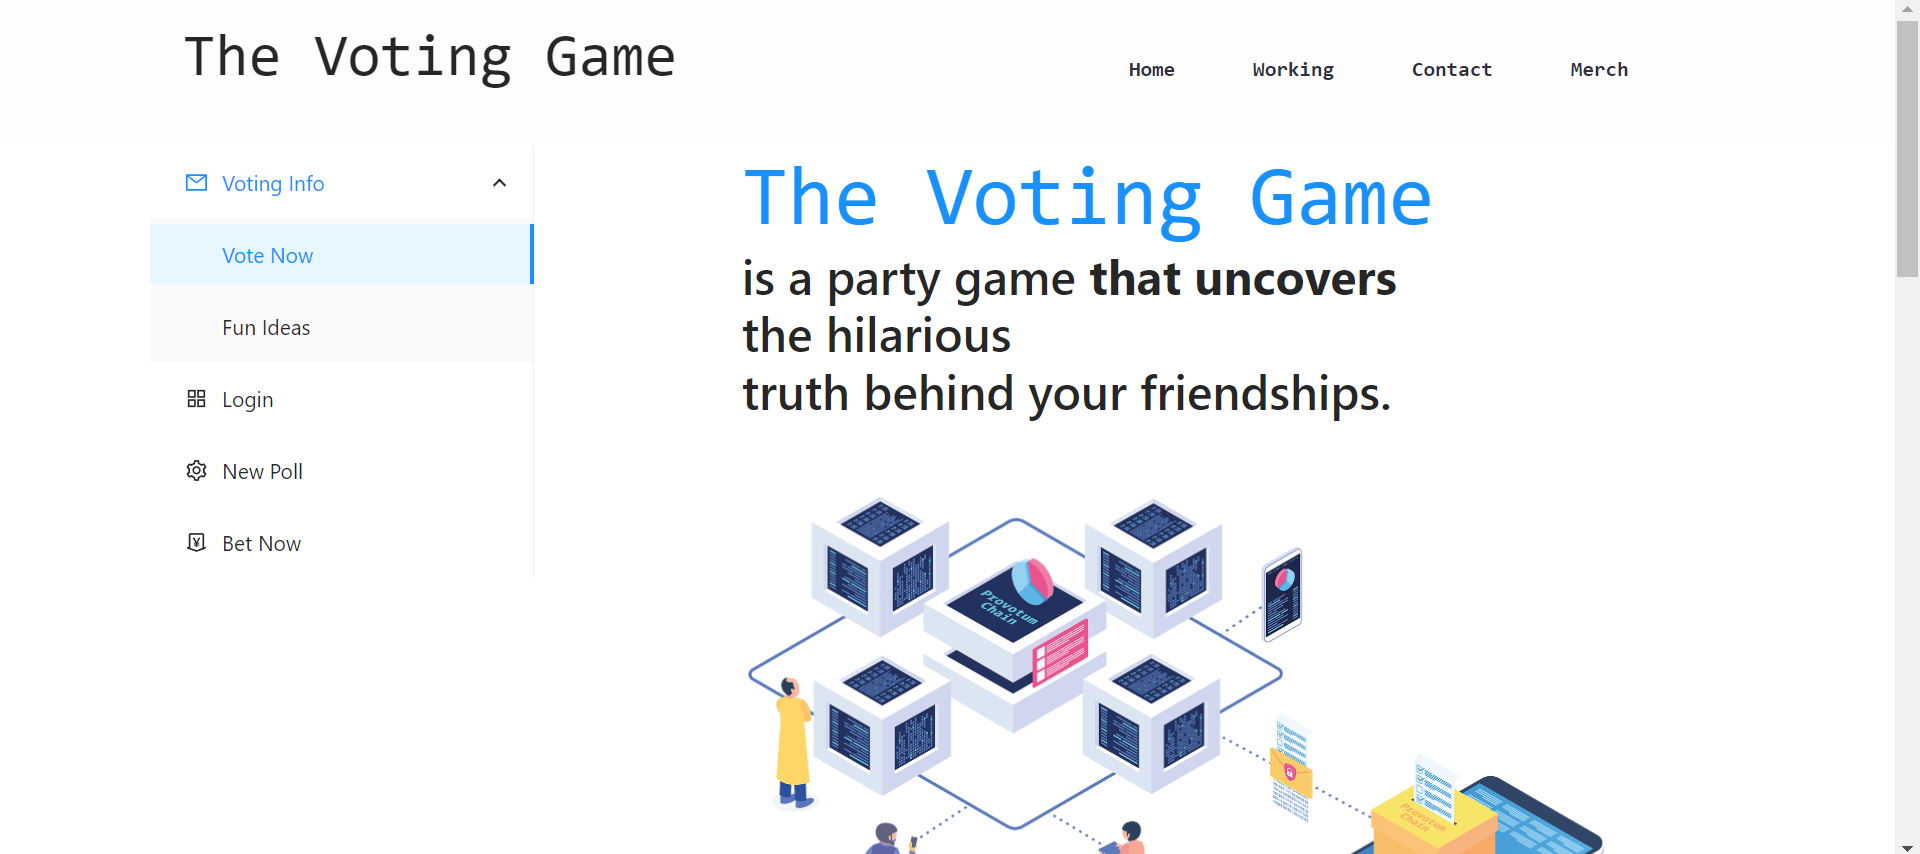 The Voting Game
Home Working Contact Merch
Voting Info
Vote Now
Fun Ideas
Login
New Poll
Bet Now
The Voting Game
is a party game that uncovers
the hilarious
truth behind your friendships.
Provotum
Chain
Provotum
Chain